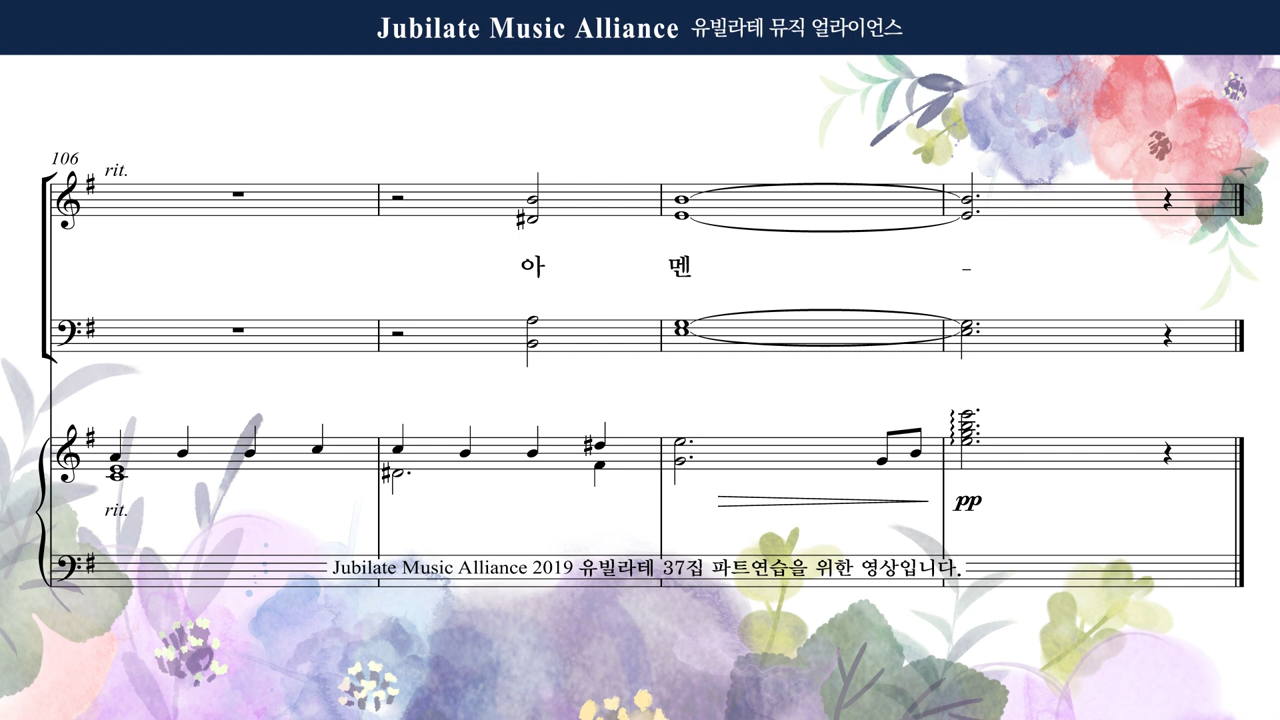 Jubilate Music Alliance 유빌라테 뮤직 얼라이언스
106
rit.
아 멘 -
rit.
pp
Jubilate Music Alliance 2019 유빌라테 37집 파트연습을 위한 영상입니다.